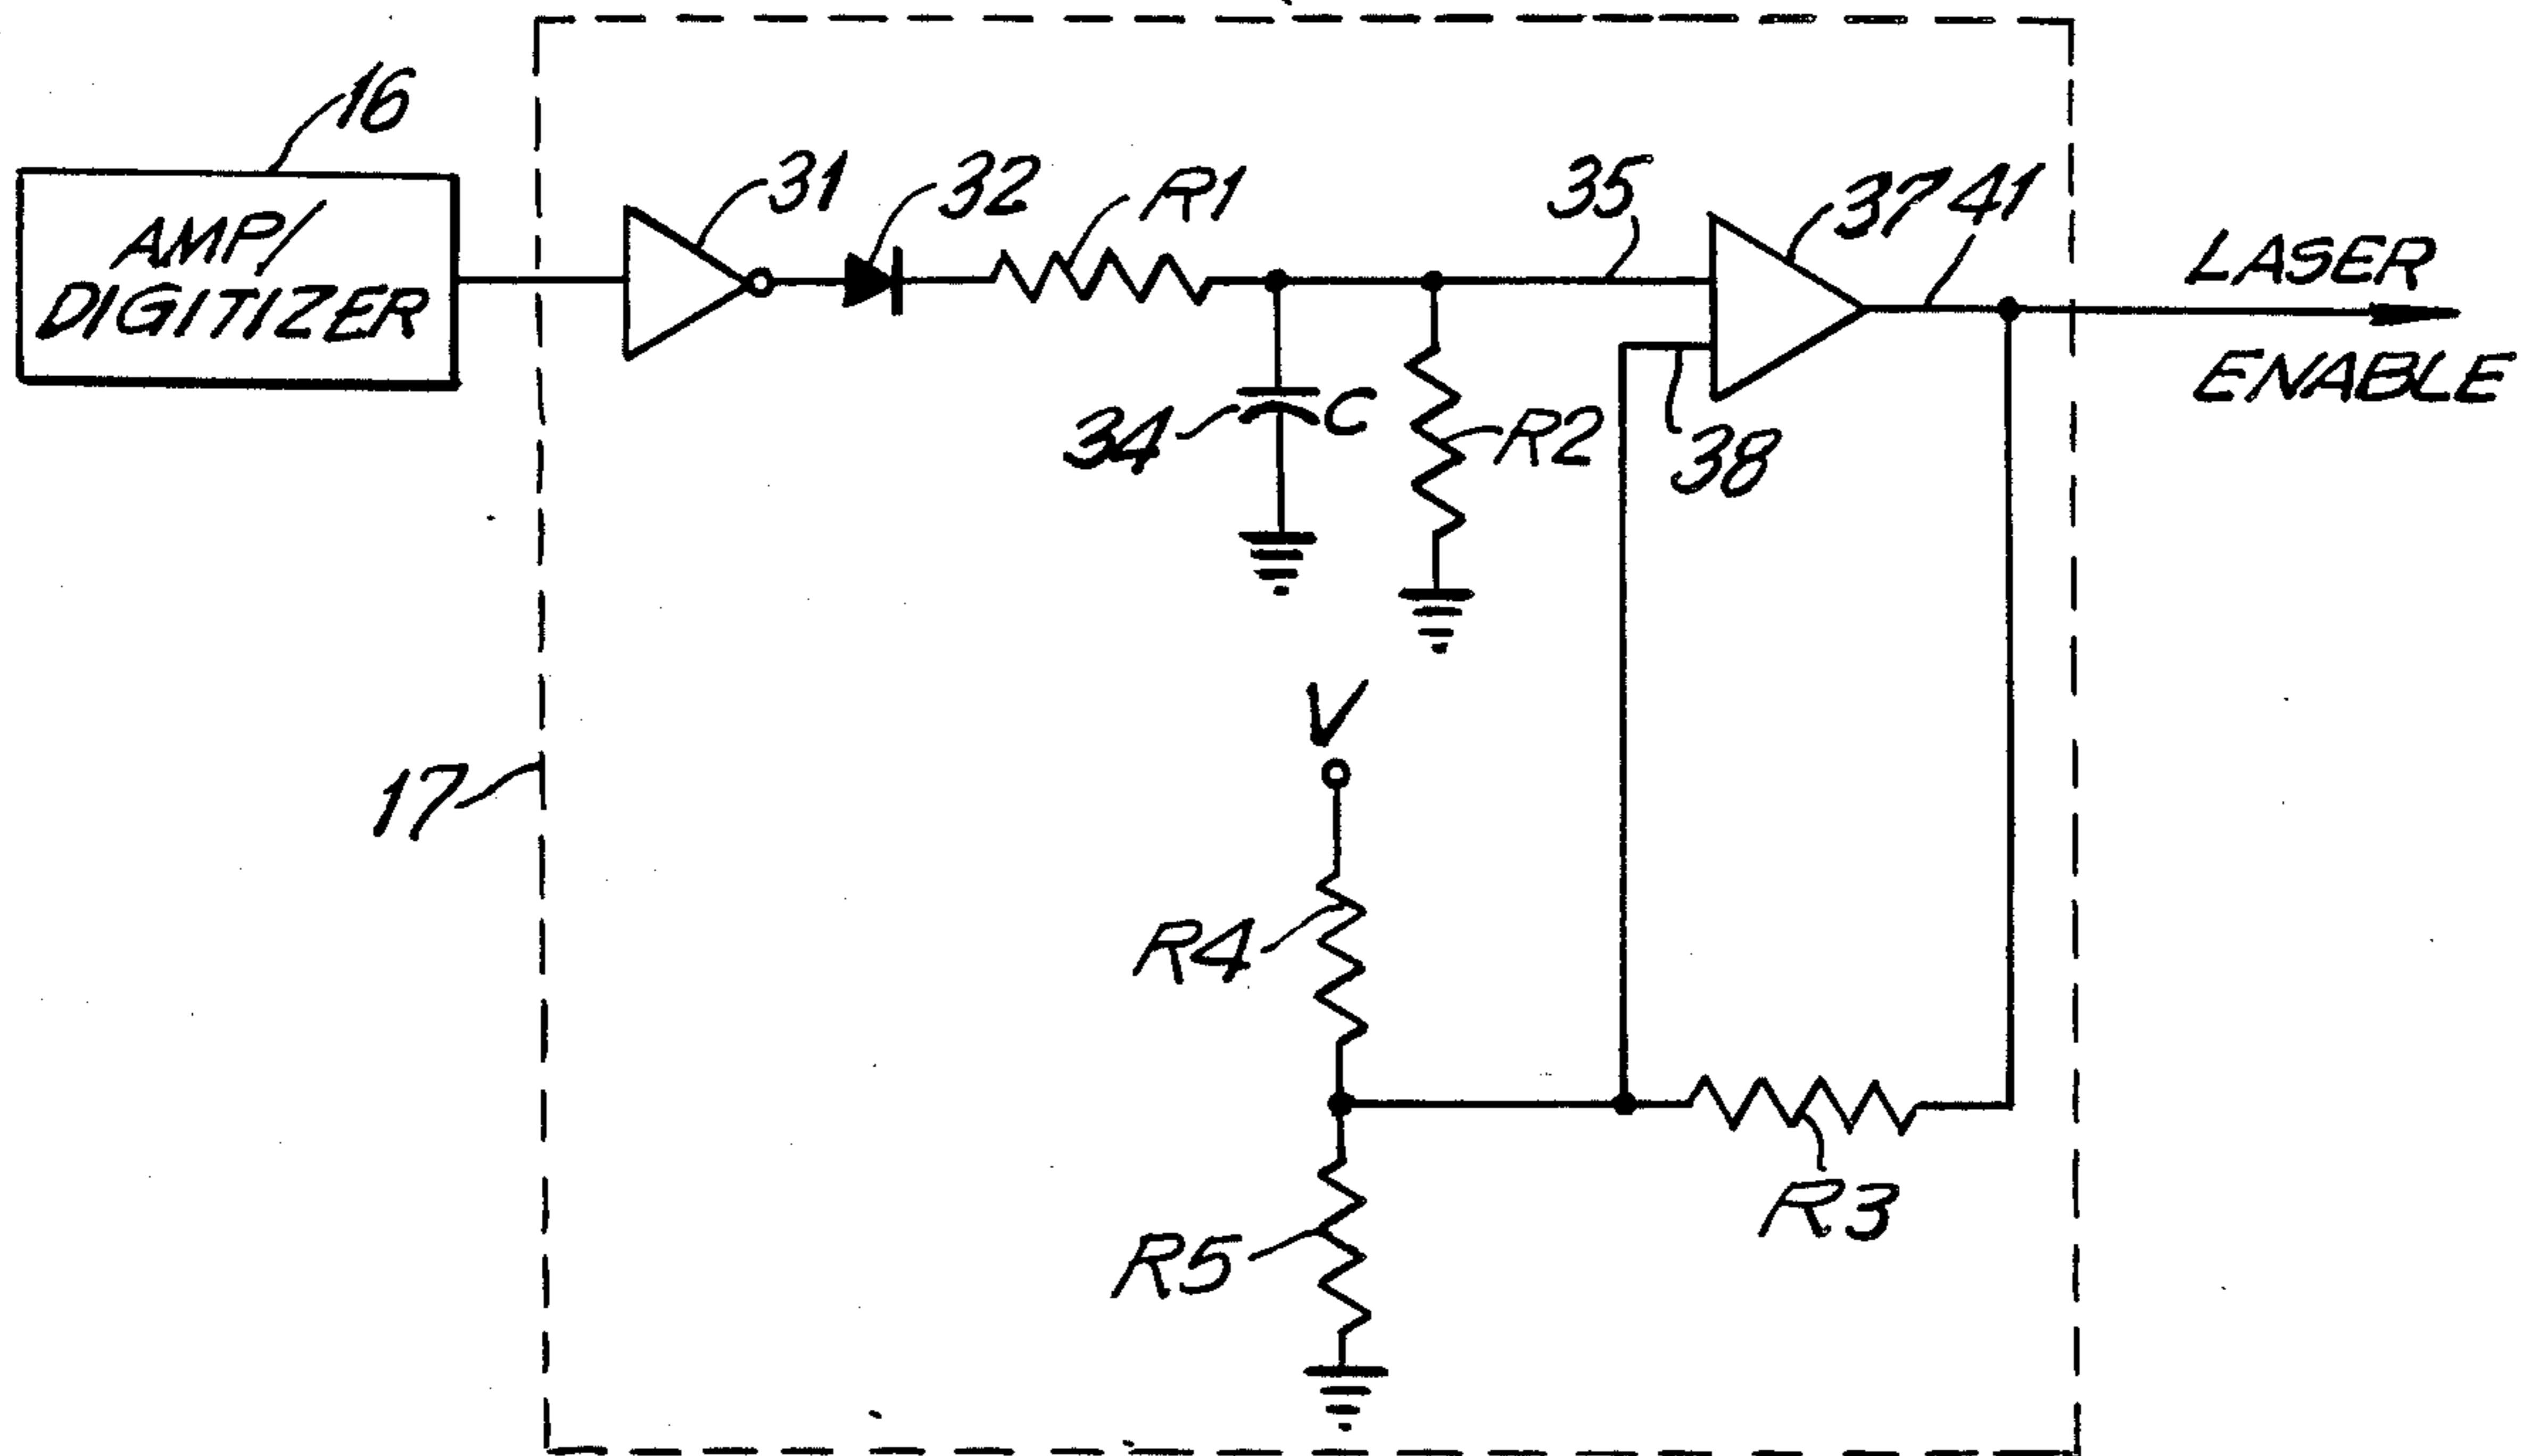 16
AMP/
DIGITIZER
31
32
R1
35
37
41
LASER
ENABLE
34
C
R2
38
V
17
R4
R3
R5